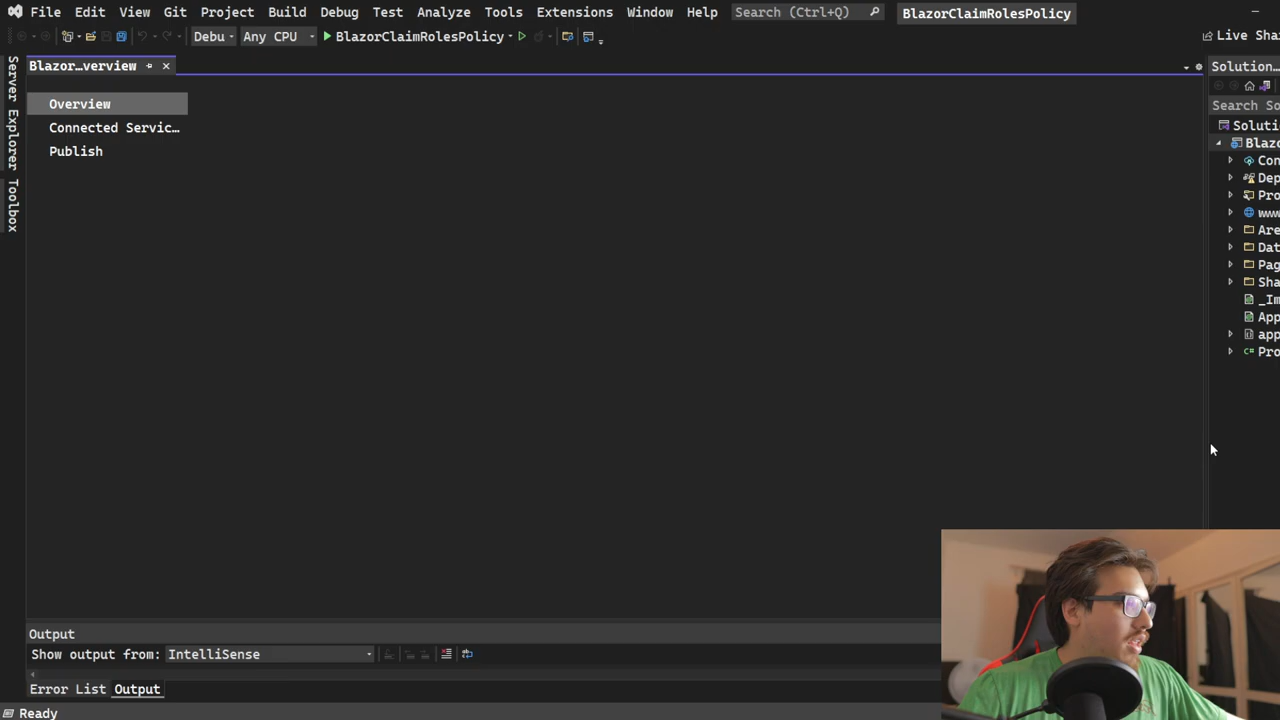 File Edit View Git Project Build Debug Test Analyze Tools Extensions Window Help Search (Ctrl+Q) BlazorClaimRolesPolicy
Debu Any CPU BlazorClaimRolesPolicy Live Sha
Blazor…verview
Overview
Connected Servic…
Publish
Server Explorer
Toolbox
Solution…
Search So
Soluti
Blazo
Con
Dep
Pro
www
Are
Dat
Pag
Sha
_Im
App
app
C# Pro
Output
Show output from: IntelliSense
Error List Output
Ready